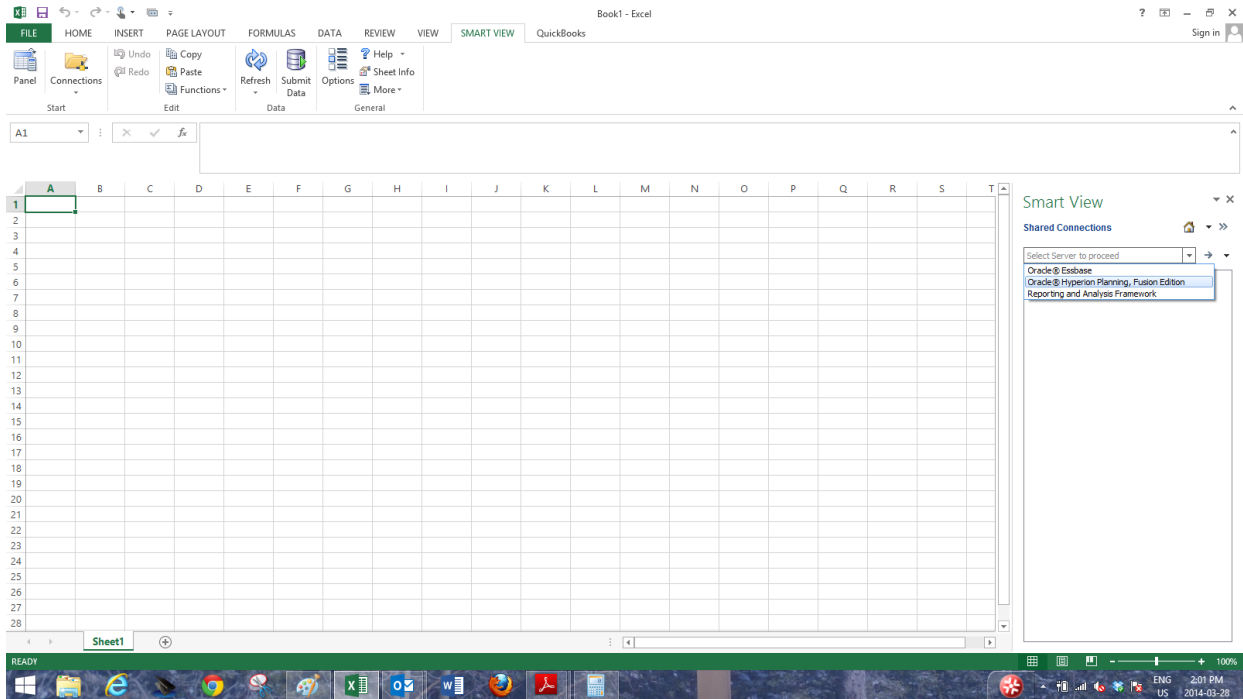 Book1 - Excel
FILE HOME INSERT PAGE LAYOUT FORMULAS DATA REVIEW VIEW SMART VIEW QuickBooks Sign in
Panel
Connections
Undo
Redo
Copy
Paste
Functions
Refresh
Submit Data
Options
Help
Sheet Info
More
Start Edit Data General
A1
fx
A B C D E F G H I J K L M N O P Q R S T
1
2
3
4
5
6
7
8
9
10
11
12
13
14
15
16
17
18
19
20
21
22
23
24
25
26
27
28
Smart View
Shared Connections
Select Server to proceed
Oracle® Essbase
Oracle® Hyperion Planning, Fusion Edition
Reporting and Analysis Framework
Sheet1
READY
100%
ENG 2:01 PM
US 2014-03-28